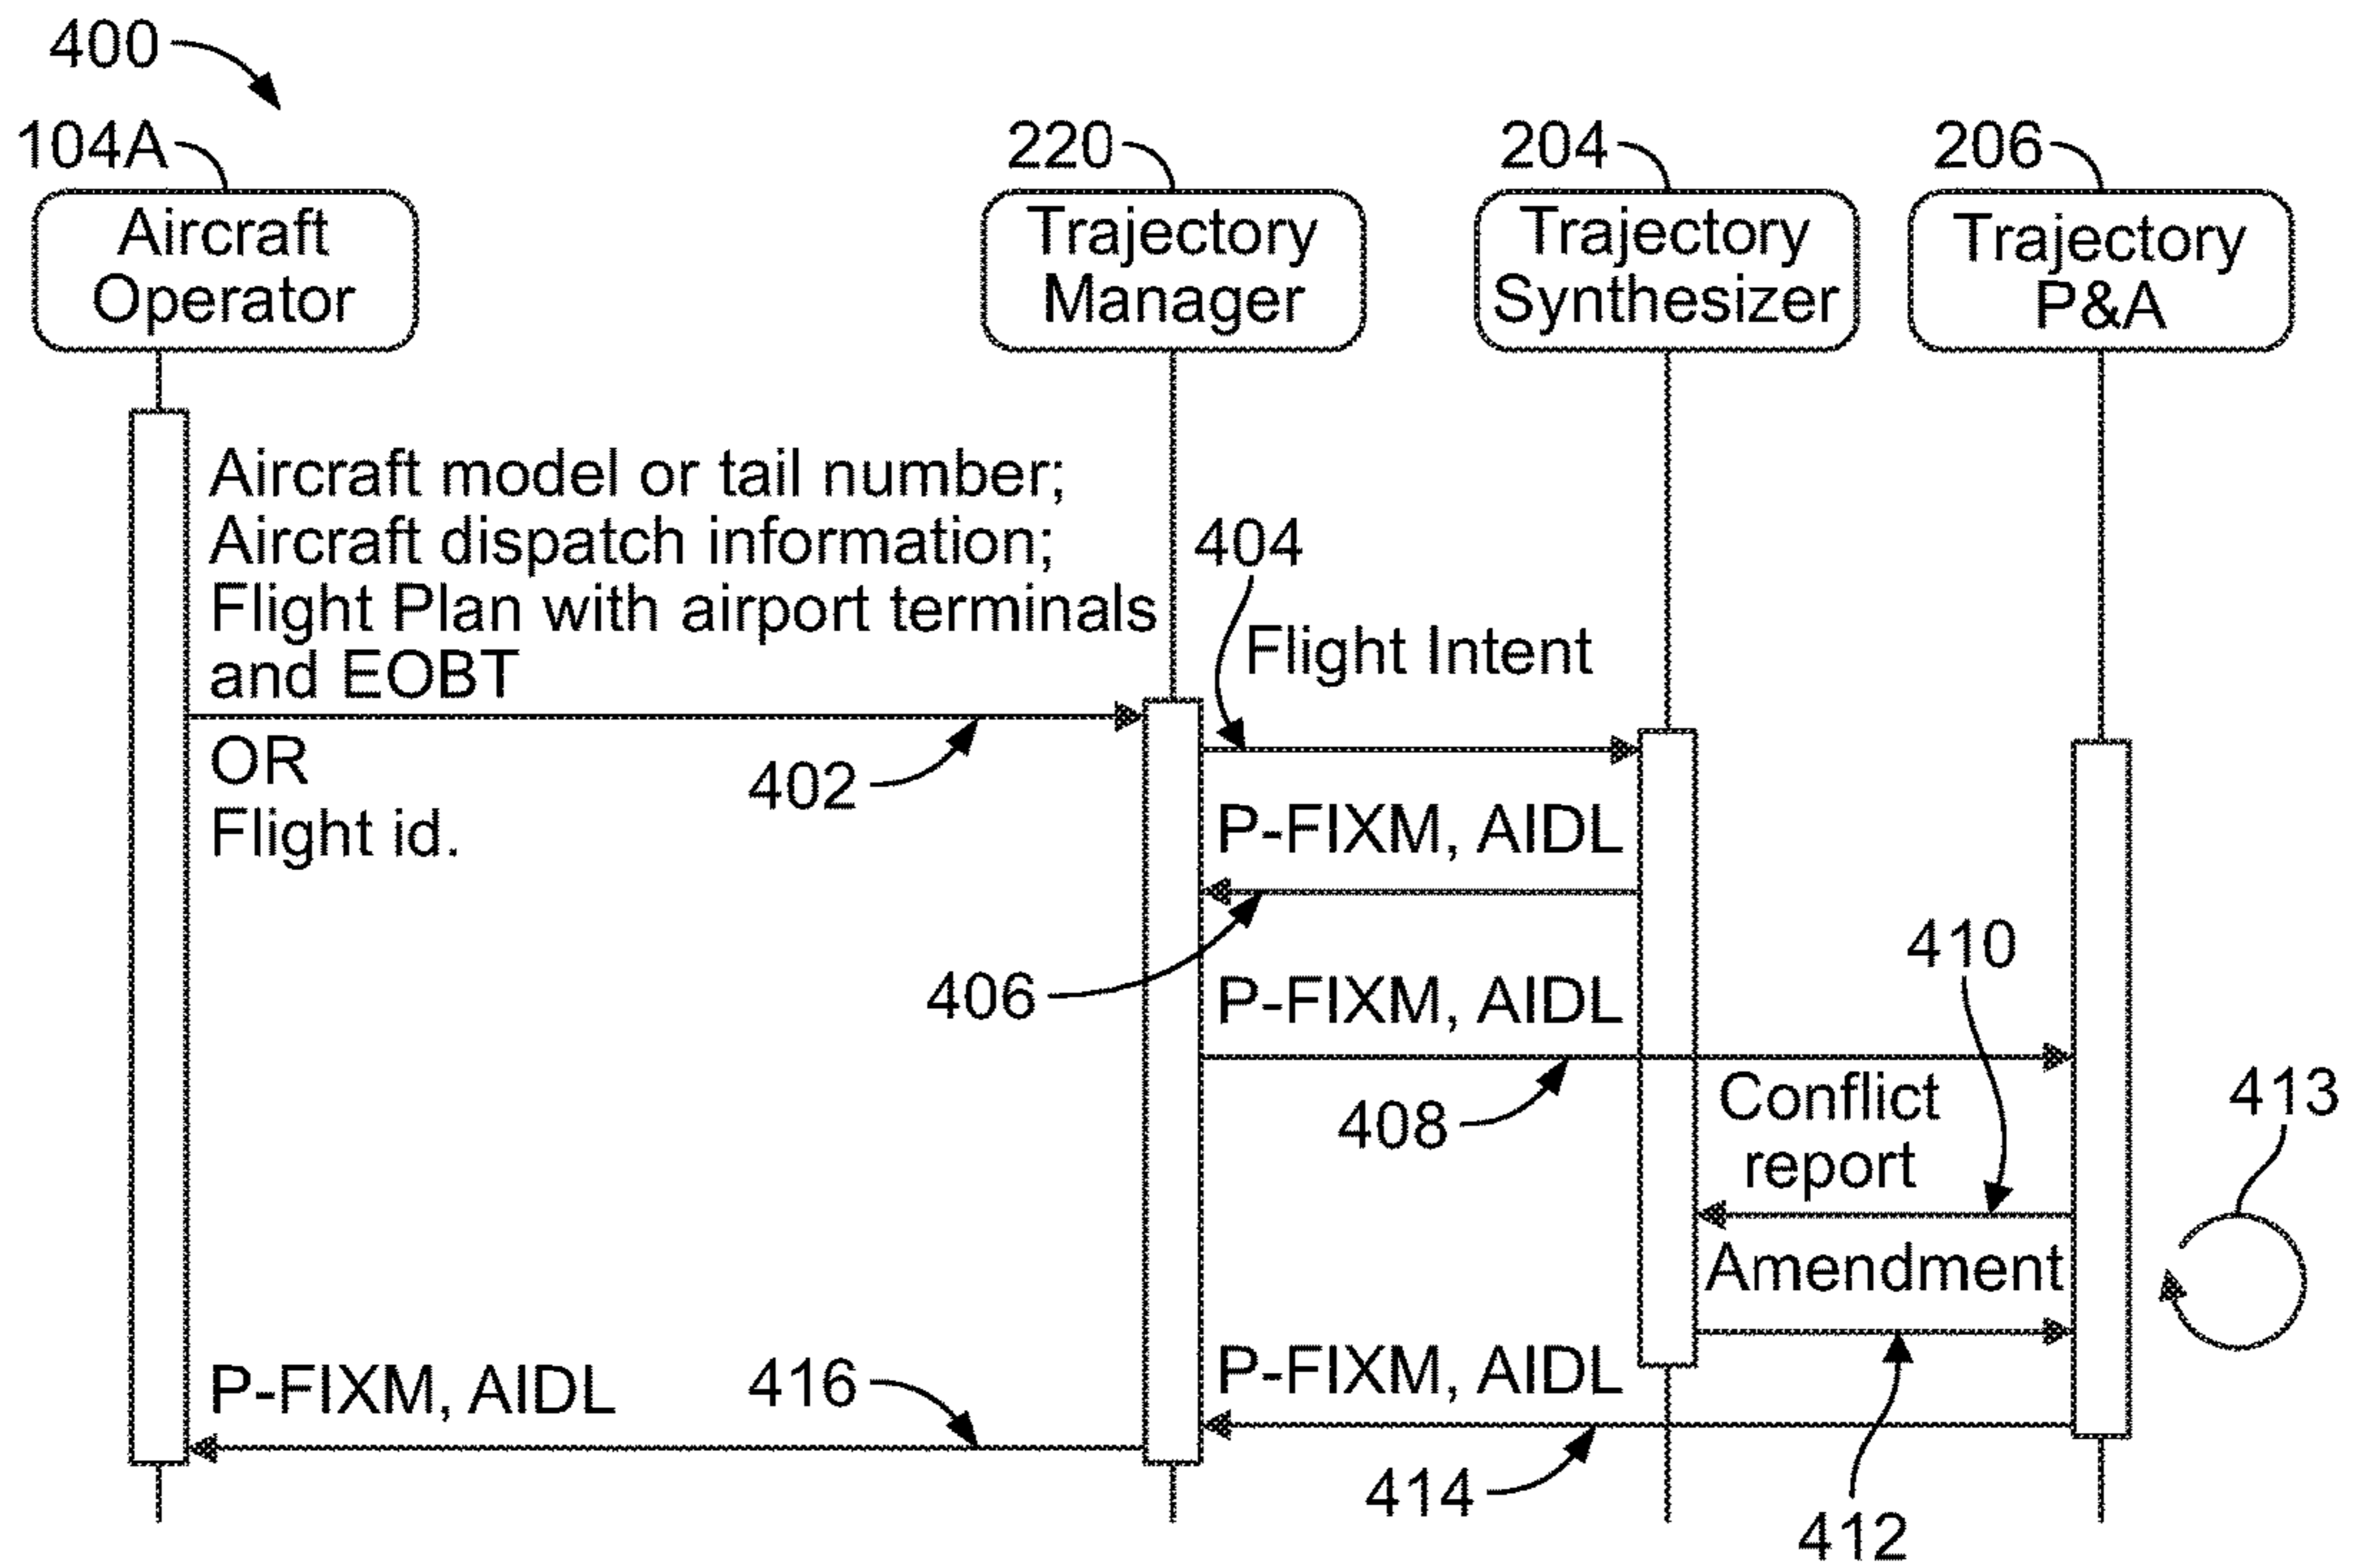 400
104A
220
204
206
Aircraft
Operator
Trajectory
Manager
Trajectory
Synthesizer
Trajectory
P&A
Aircraft model or tail number;
Aircraft dispatch information;
Flight Plan with airport terminals
and EOBT
OR
Flight id.
402
404
Flight Intent
P-FIXM, AIDL
406
P-FIXM, AIDL
408
410
Conflict
report
413
Amendment
412
P-FIXM, AIDL
414
P-FIXM, AIDL
416